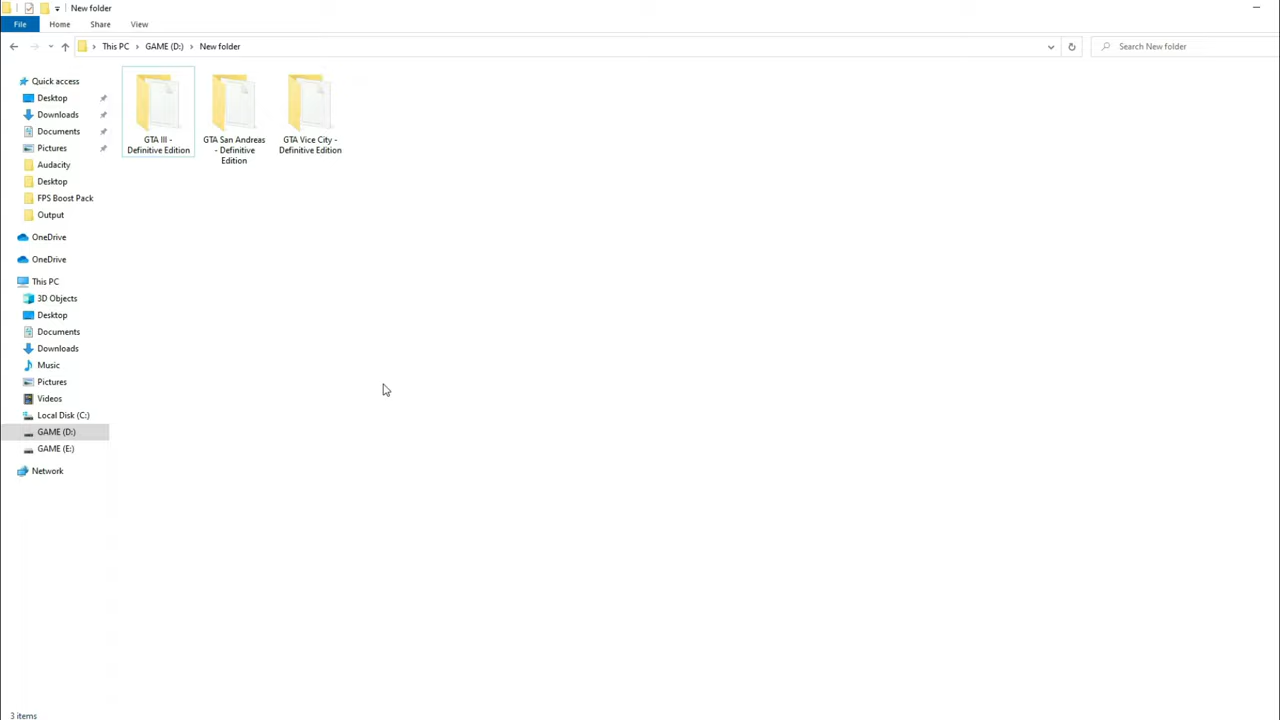 New folder
File Home Share View
This PC GAME (D:) New folder
Search New folder
Quick access
Desktop
Downloads
Documents
Pictures
Audacity
Desktop
FPS Boost Pack
Output
OneDrive
OneDrive
This PC
3D Objects
Desktop
Documents
Downloads
Music
Pictures
Videos
Local Disk (C:)
GAME (D:)
GAME (E:)
Network
GTA III -
Definitive Edition
GTA San Andreas
- Definitive
Edition
GTA Vice City -
Definitive Edition
3 items